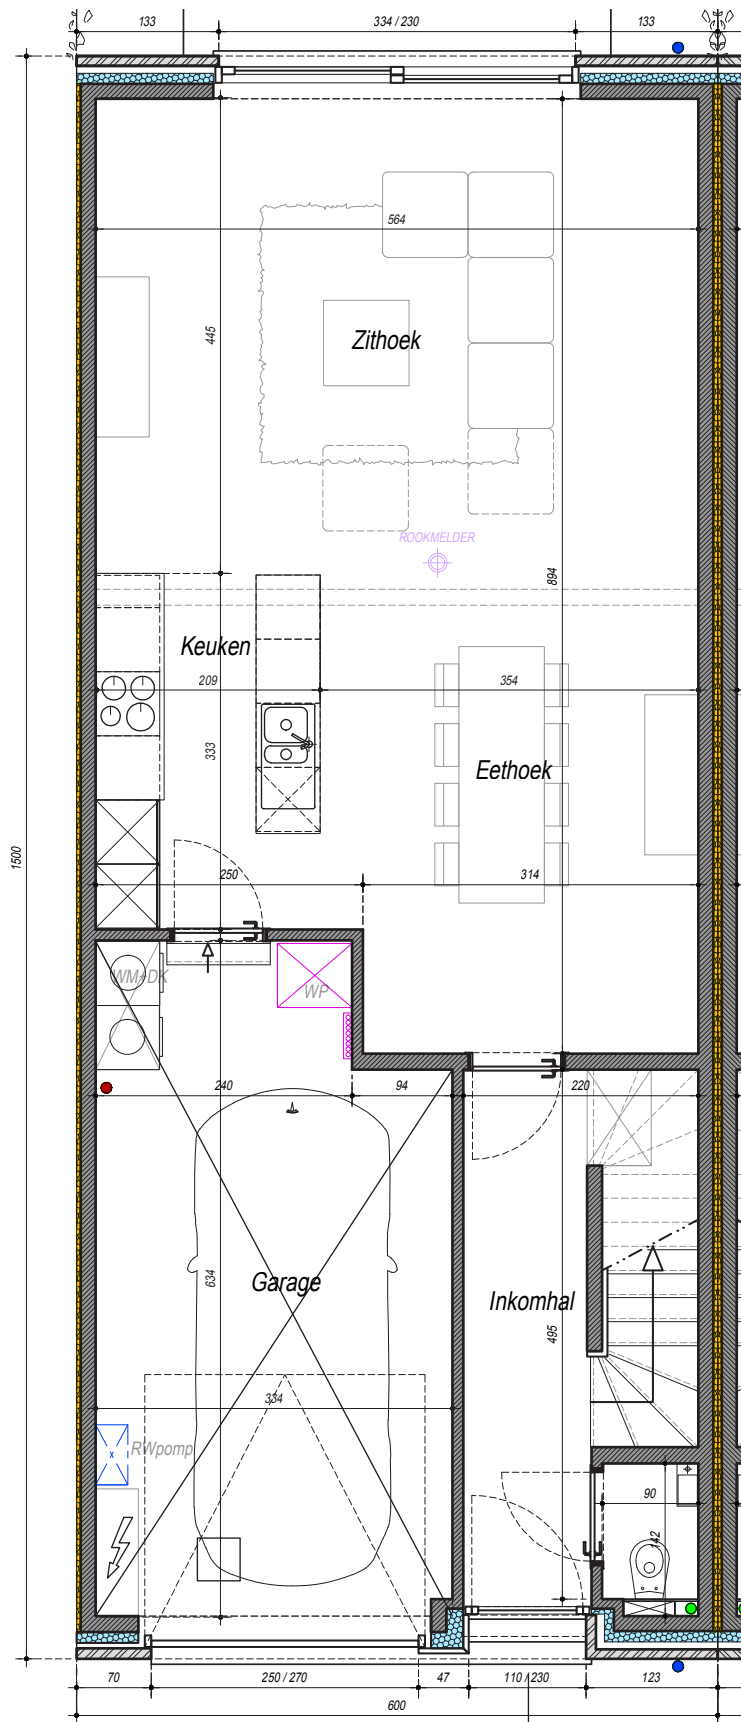 133
334 / 230
133
564
445
Zithoek
ROOKMELDER
894
Keuken
209
354
333
Eethoek
1500
250
314
WM+DK
WP
240
94
220
634
Garage
Inkomhal
495
334
RWpomp
90
142
70
250 / 270
47
110 / 230
123
600